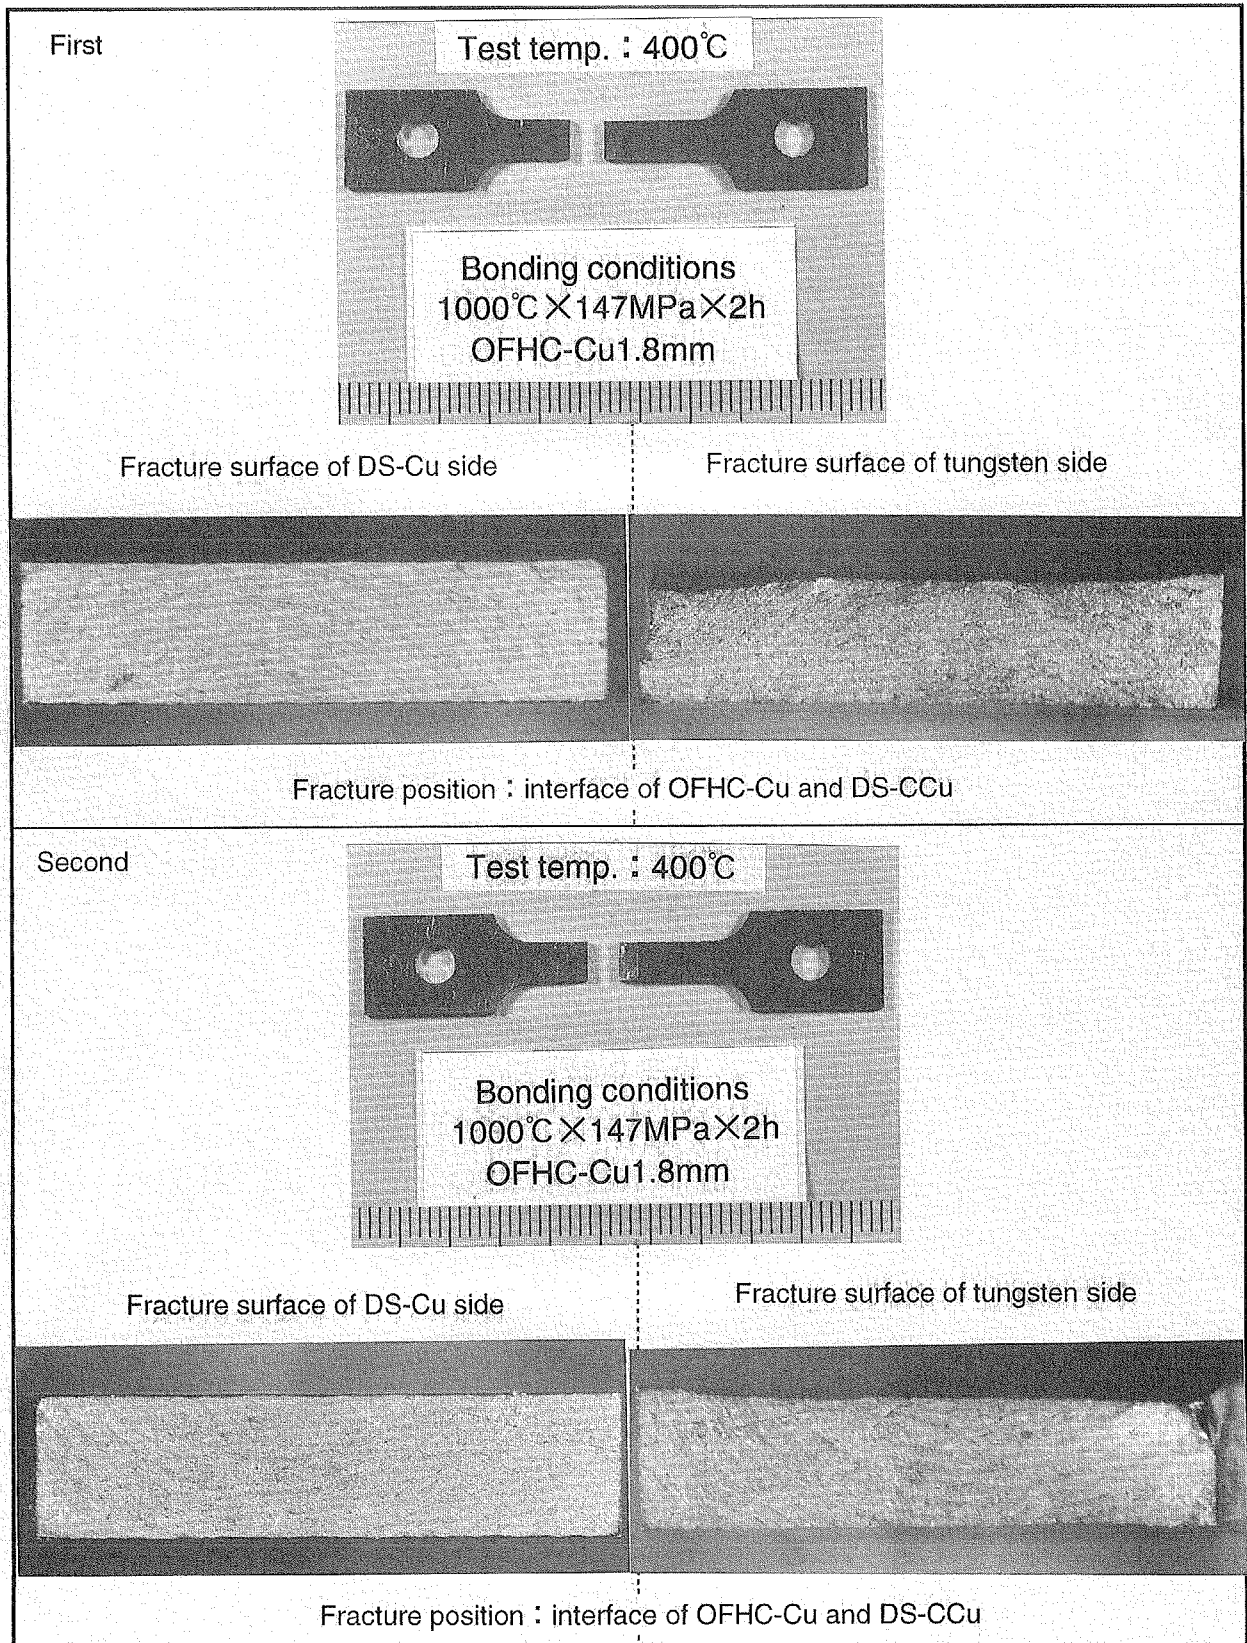 First
Test temp.：400℃
Bonding conditions
1000℃×147MPa×2h
OFHC-Cu1.8mm
Fracture surface of DS-Cu side
Fracture surface of tungsten side
Fracture position：interface of OFHC-Cu and DS-CCu
Second
Test temp.：400℃
Bonding conditions
1000℃×147MPa×2h
OFHC-Cu1.8mm
Fracture surface of DS-Cu side
Fracture surface of tungsten side
Fracture position：interface of OFHC-Cu and DS-CCu